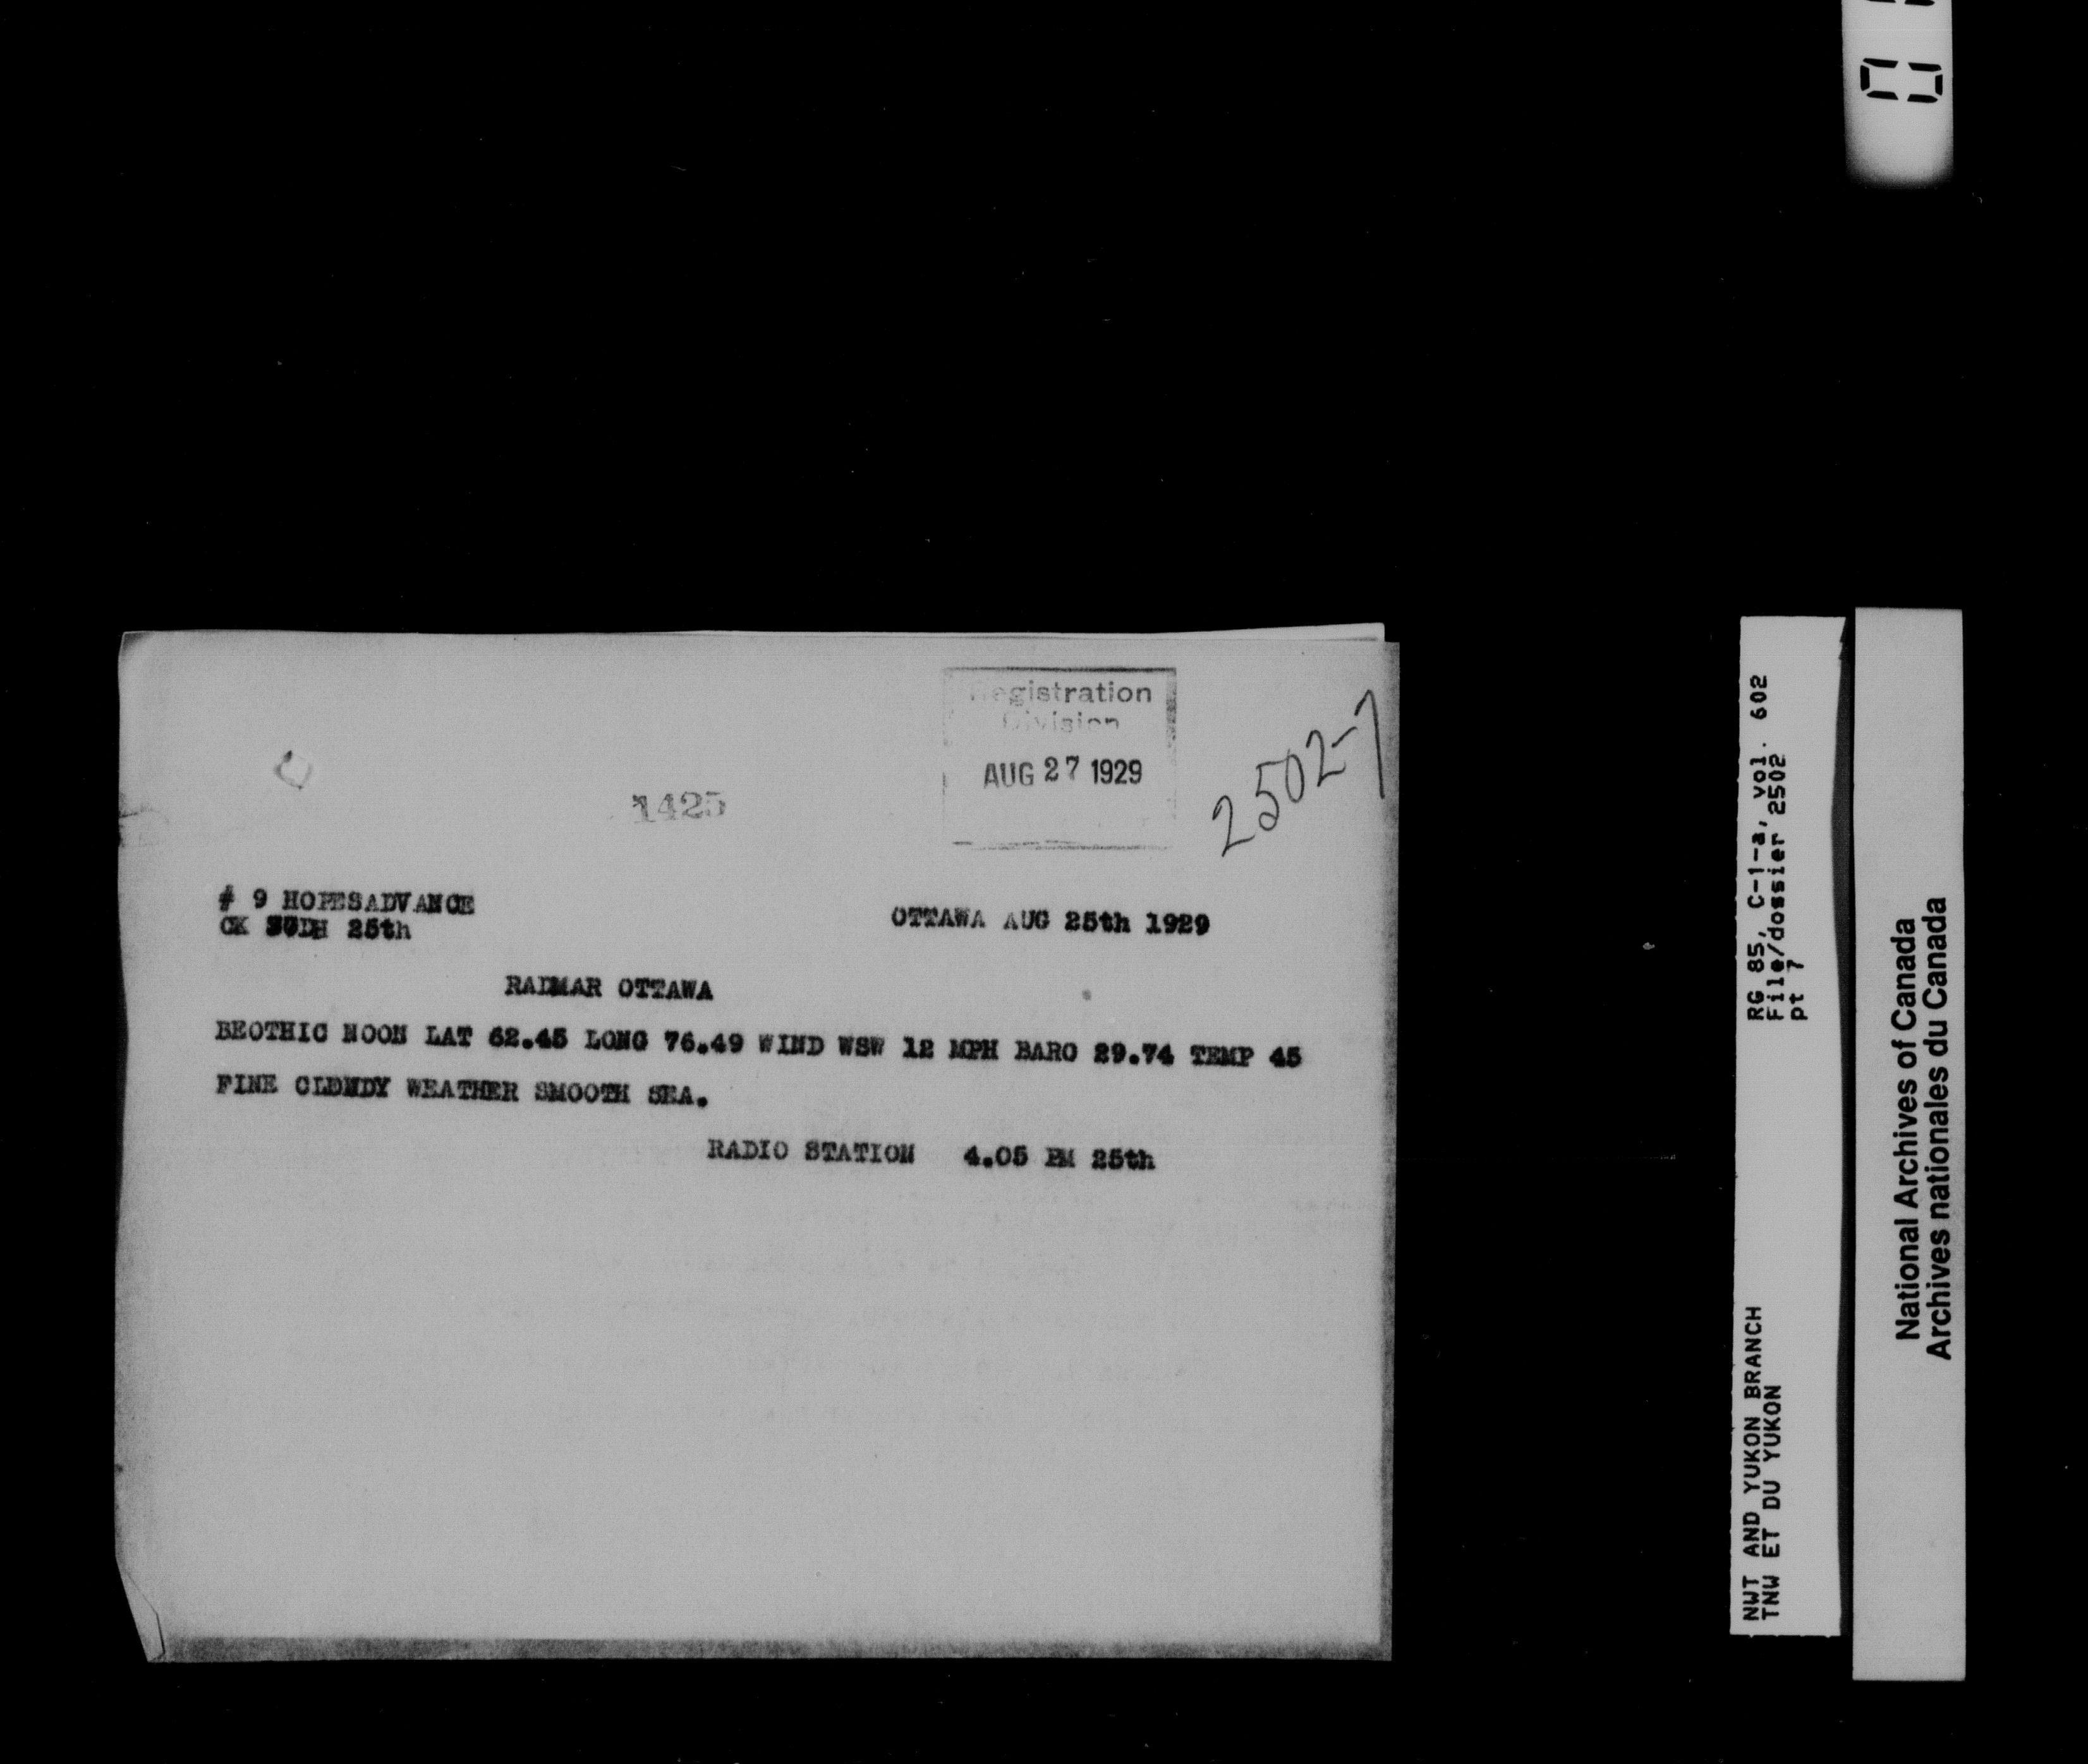 Registration
Division
AUG 27 1929
2502-7
1425
# 9 HOPESADVANCE
CK DH 25th
OTTAWA AUG 25th 1929
RADMAR OTTAWA
BEOTHIC NOON LAT 62.45 LONG 76.49 WIND WSW 12 MPH BARO 29.74 TEMP 45
FINE CLOUDY WEATHER SMOOTH SEA.
RADIO STATION 4.05 PM 25th
RG 85, C-1-a, vol. 602
File/dossier 2502
pt 7
NWT AND YUKON BRANCH
TNW ET DU YUKON
National Archives of Canada
Archives nationales du Canada